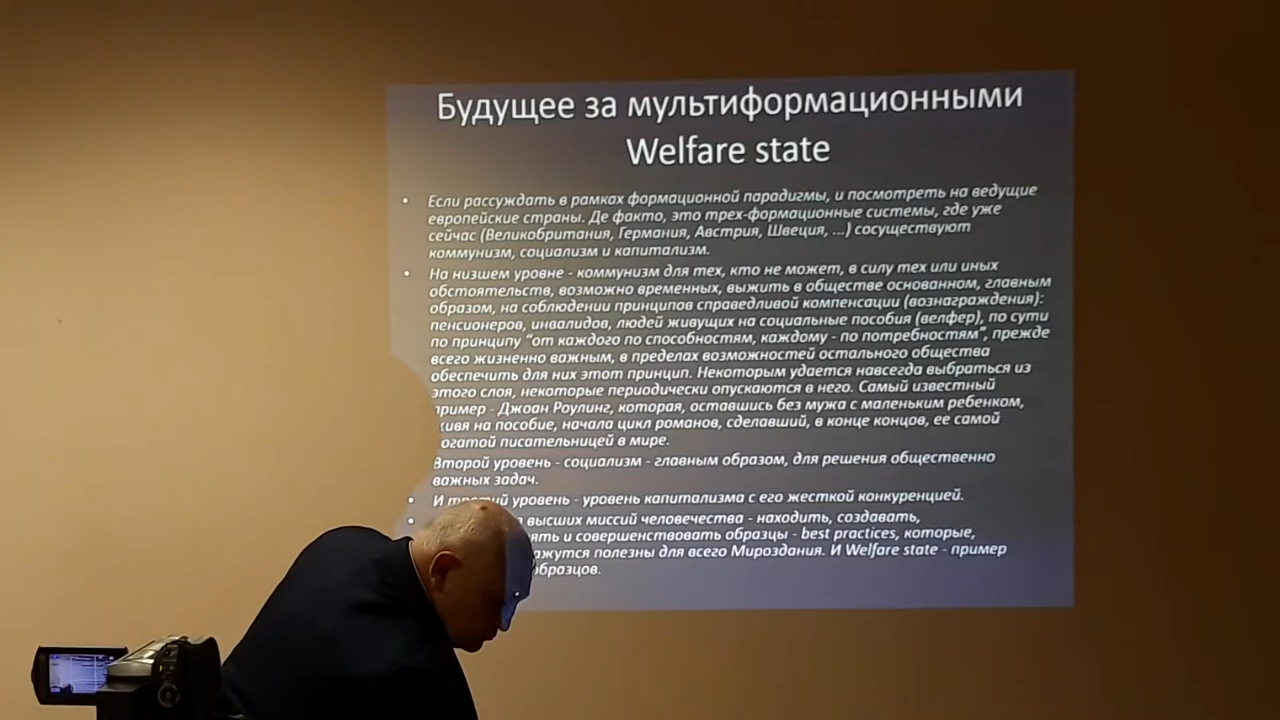 Будущее за мультиформационными
Welfare state
• Если рассуждать в рамках формационной парадигмы, и посмотреть на ведущие
европейские страны. Де факто, это трех-формационные системы, где уже
сейчас (Великобритания, Германия, Австрия, Швеция, ...) сосуществуют
коммунизм, социализм и капитализм.
• На низшем уровне - коммунизм для тех, кто не может, в силу тех или иных
обстоятельств, возможно временных, выжить в обществе основанном, главным
образом, на соблюдении принципов справедливой компенсации (вознаграждения):
пенсионеров, инвалидов, людей живущих на социальные пособия (велфер), по сути
по принципу “от каждого по способностям, каждому - по потребностям”, прежде
всего жизненно важным, в пределах возможностей остального общества
обеспечить для них этот принцип. Некоторым удается навсегда выбраться из
этого слоя, некоторые периодически опускаются в него. Самый известный
пример - Джоан Роулинг, которая, оставшись без мужа с маленьким ребенком,
живя на пособие, начала цикл романов, сделавший, в конце концов, ее самой
богатой писательницей в мире.
Второй уровень - социализм - главным образом, для решения общественно
важных задач.
• И третий уровень - уровень капитализма с его жесткой конкуренцией.
• высших миссий человечества - находить, создавать,
и совершенствовать образцы - best practices, которые,
полезны для всего Мироздания. И Welfare state - пример
образцов.